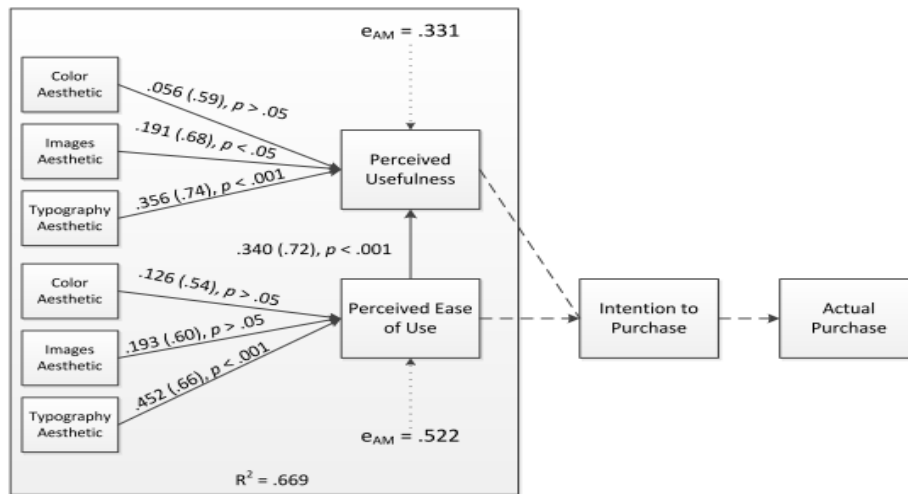 e_AM = .331
Color
Aesthetic
.056 (.59), p > .05
Images
Aesthetic
.191 (.68), p < .05
Typography
Aesthetic
.356 (.74), p < .001
Perceived
Usefulness
.340 (.72), p < .001
Color
Aesthetic
.126 (.54), p > .05
Images
Aesthetic
.193 (.60), p > .05
Typography
Aesthetic
.452 (.66), p < .001
Perceived Ease
of Use
Intention to
Purchase
Actual
Purchase
e_AM = .522
R² = .669